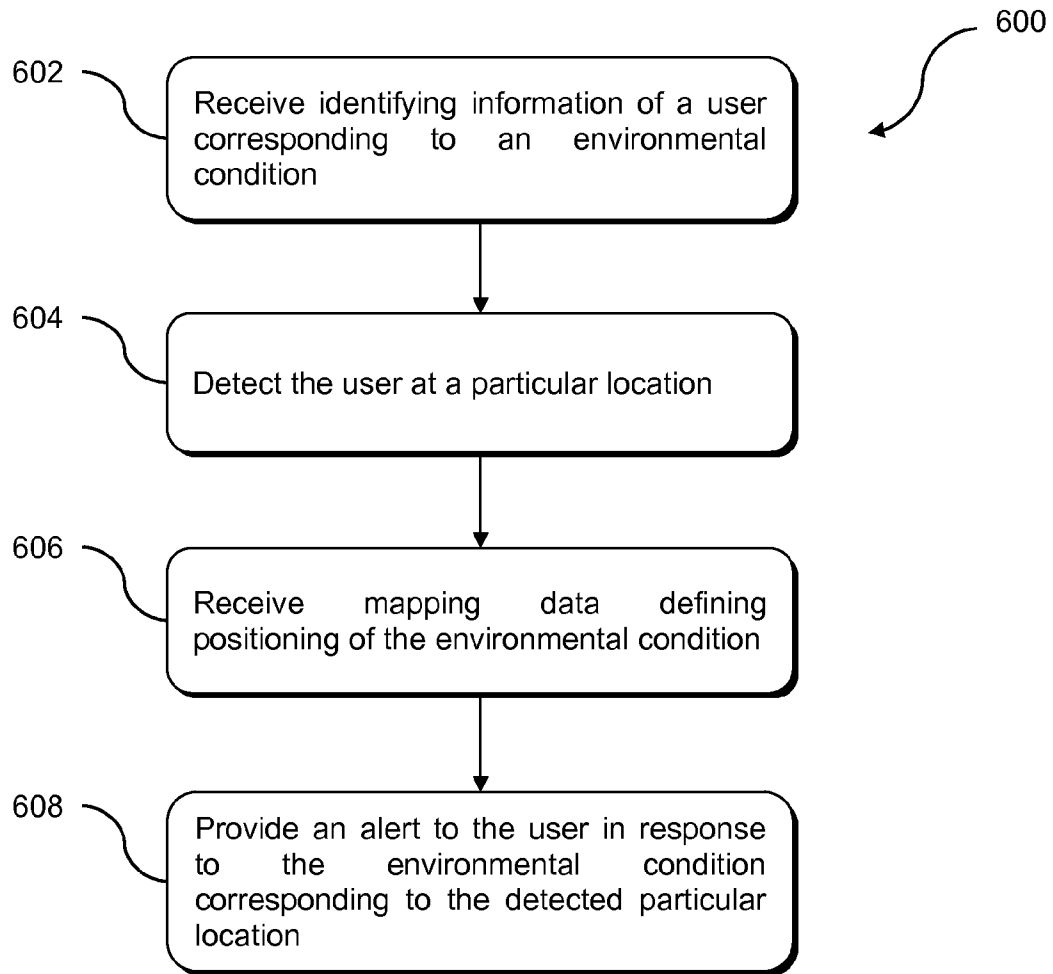 600
602
Receive identifying information of a user
corresponding to an environmental
condition
604
Detect the user at a particular location
606
Receive mapping data defining
positioning of the environmental condition
608
Provide an alert to the user in response
to the environmental condition
corresponding to the detected particular
location